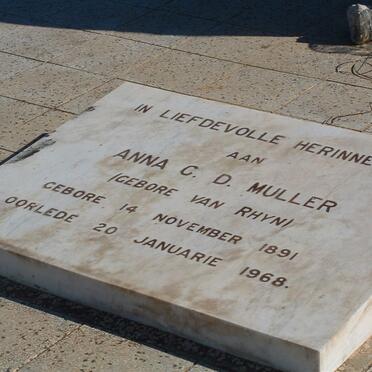 IN LIEFDEVOLLE HERINNE
AAN
ANNA C. D. MULLER
(GEBORE VAN RHYN)
GEBORE 14 NOVEMBER 1891
OORLEDE 20 JANUARIE 1968.